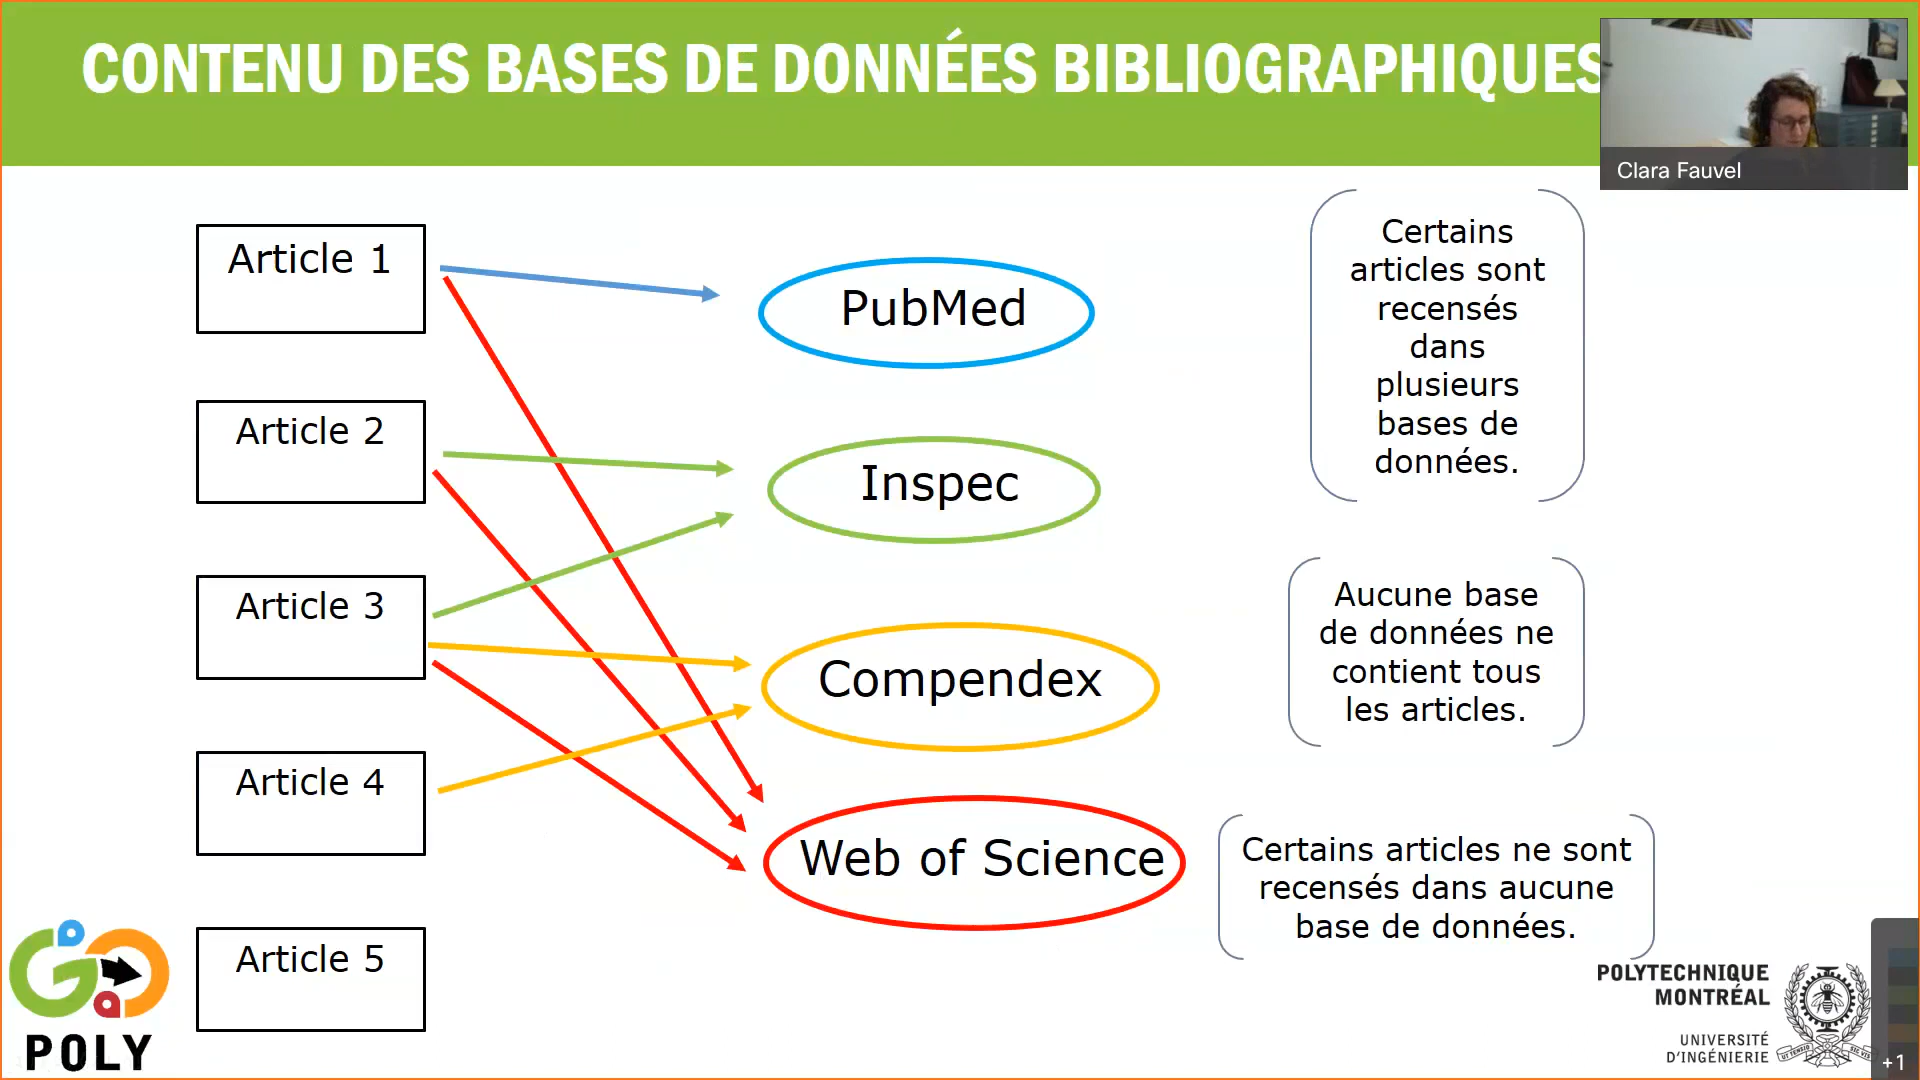 CONTENU DES BASES DE DONNÉES BIBLIOGRAPHIQUES
Clara Fauvel
Article 1
Article 2
Article 3
Article 4
Article 5
PubMed
Inspec
Compendex
Web of Science
Certains
articles sont
recensés
dans
plusieurs
bases de
données.
Aucune base
de données ne
contient tous
les articles.
Certains articles ne sont
recensés dans aucune
base de données.
POLY
POLYTECHNIQUE
MONTRÉAL
UNIVERSITÉ
D'INGÉNIERIE
+1